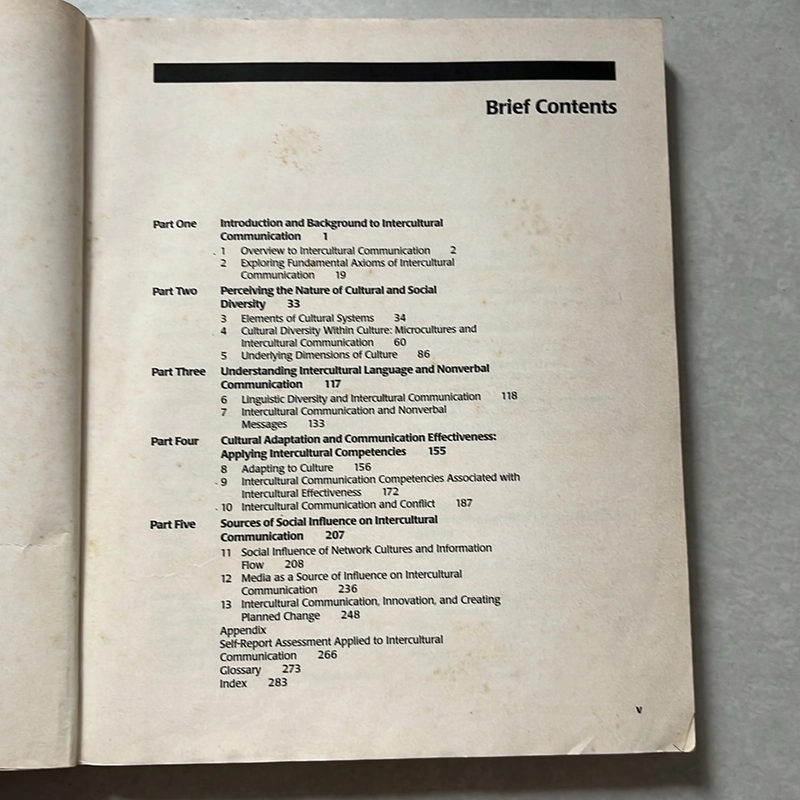 Brief Contents
Part One Introduction and Background to Intercultural
Communication 1
1 Overview to Intercultural Communication 2
2 Exploring Fundamental Axioms of Intercultural
Communication 19
Part Two Perceiving the Nature of Cultural and Social
Diversity 33
3 Elements of Cultural Systems 34
4 Cultural Diversity Within Culture: Microcultures and
Intercultural Communication 60
5 Underlying Dimensions of Culture 86
Part Three Understanding Intercultural Language and Nonverbal
Communication 117
6 Linguistic Diversity and Intercultural Communication 118
7 Intercultural Communication and Nonverbal
Messages 133
Part Four Cultural Adaptation and Communication Effectiveness:
Applying Intercultural Competencies 155
8 Adapting to Culture 156
9 Intercultural Communication Competencies Associated with
Intercultural Effectiveness 172
10 Intercultural Communication and Conflict 187
Part Five Sources of Social Influence on Intercultural
Communication 207
11 Social Influence of Network Cultures and Information
Flow 208
12 Media as a Source of Influence on Intercultural
Communication 236
13 Intercultural Communication, Innovation, and Creating
Planned Change 248
Appendix
Self-Report Assessment Applied to Intercultural
Communication 266
Glossary 273
Index 283
v